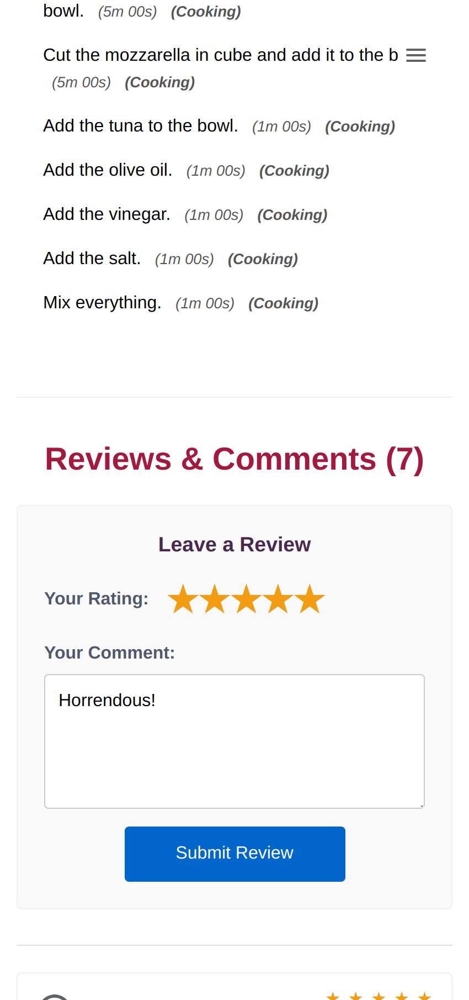 bowl. (5m 00s) (Cooking)
Cut the mozzarella in cube and add it to the b
(5m 00s) (Cooking)
Add the tuna to the bowl. (1m 00s) (Cooking)
Add the olive oil. (1m 00s) (Cooking)
Add the vinegar. (1m 00s) (Cooking)
Add the salt. (1m 00s) (Cooking)
Mix everything. (1m 00s) (Cooking)
Reviews & Comments (7)
Leave a Review
Your Rating: ★★★★★
Your Comment:
Horrendous!
Submit Review
★ ★ ★ ★ ★